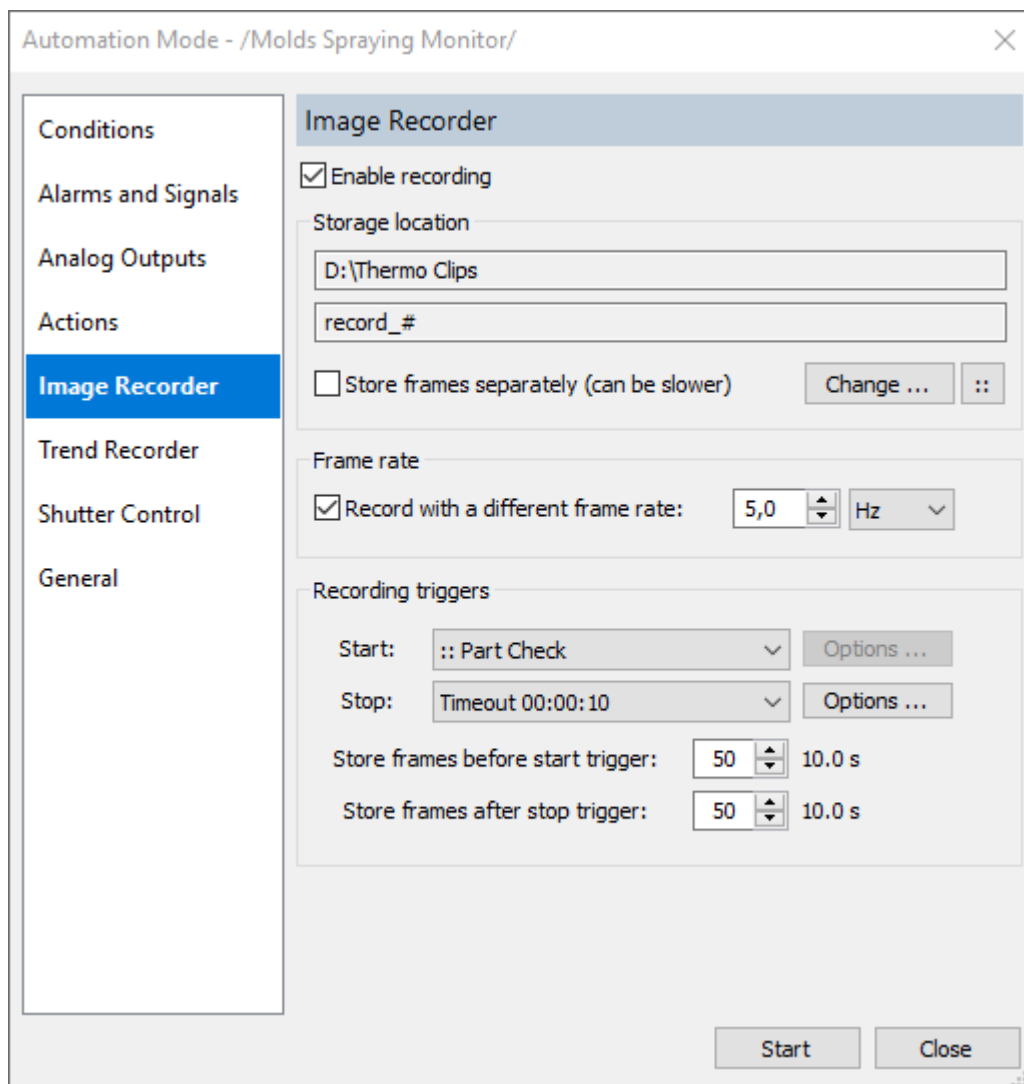 Automation Mode - /Molds Spraying Monitor/
Conditions
Alarms and Signals
Analog Outputs
Actions
Image Recorder
Trend Recorder
Shutter Control
General
Image Recorder
Enable recording
Storage location
D:\Thermo Clips
record_#
Store frames separately (can be slower) Change ... ::
Frame rate
Record with a different frame rate: 5,0 Hz
Recording triggers
Start: :: Part Check Options ...
Stop: Timeout 00:00:10 Options ...
Store frames before start trigger: 50 10.0 s
Store frames after stop trigger: 50 10.0 s
Start Close